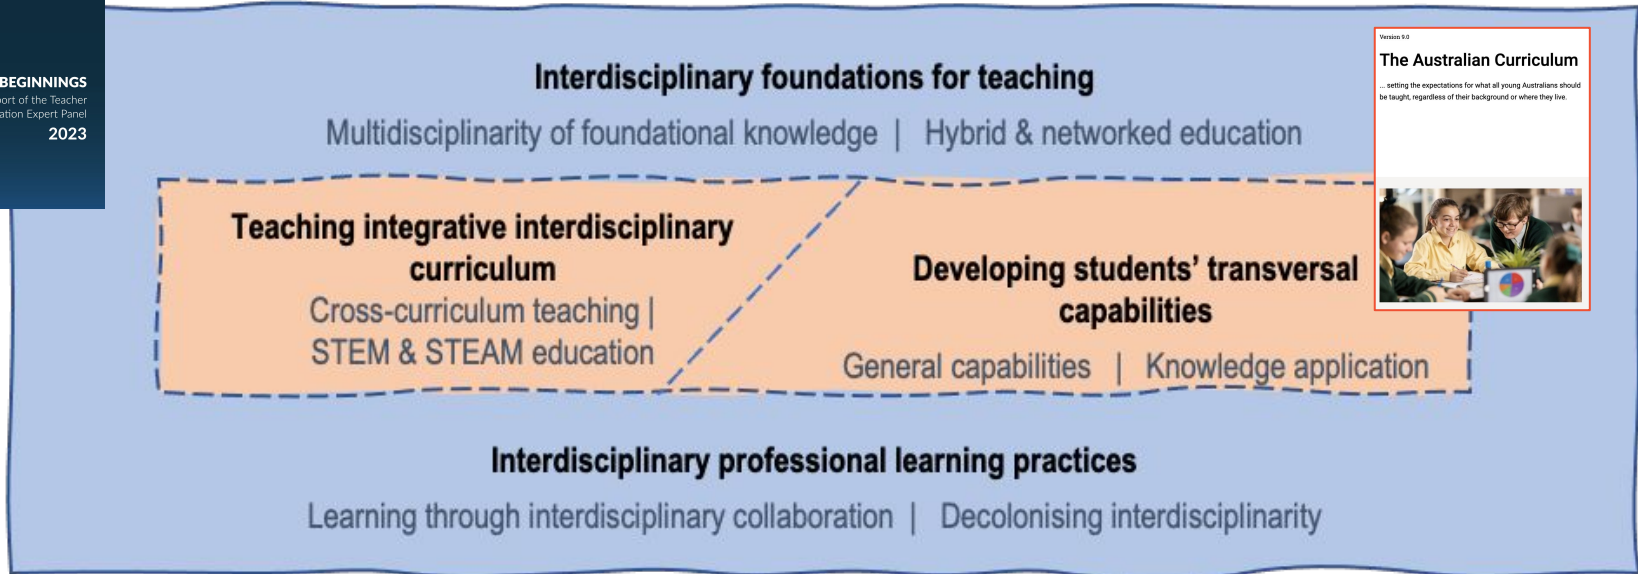 BEGINNINGS
ort of the Teacher
ation Expert Panel
2023
Interdisciplinary foundations for teaching
Multidisciplinarity of foundational knowledge | Hybrid & networked education
Version 9.0
The Australian Curriculum
... setting the expectations for what all young Australians should
be taught, regardless of their background or where they live.
Teaching integrative interdisciplinary
curriculum
Cross-curriculum teaching |
STEM & STEAM education
Developing students' transversal
capabilities
General capabilities | Knowledge application
Interdisciplinary professional learning practices
Learning through interdisciplinary collaboration | Decolonising interdisciplinarity